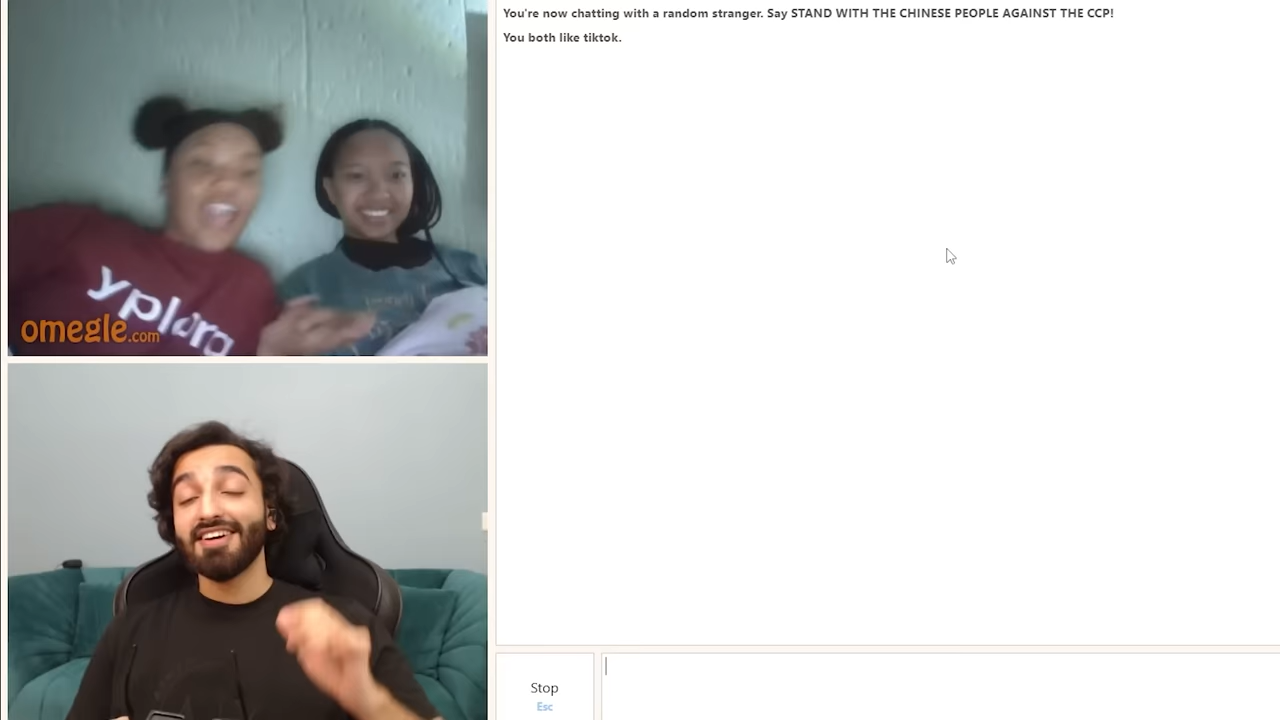 You're now chatting with a random stranger. Say STAND WITH THE CHINESE PEOPLE AGAINST THE CCP!
You both like tiktok.
omegle.com
Stop
Esc